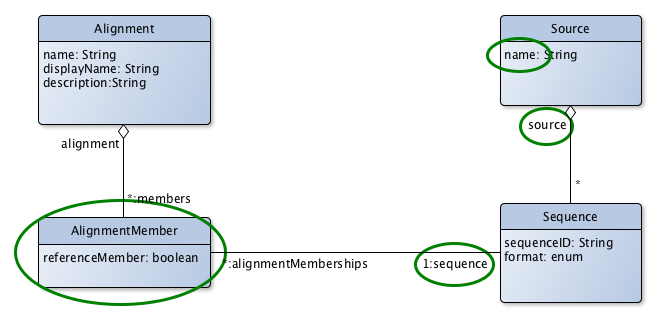 Alignment
name: String
displayName: String
description:String
Source
name: String
alignment
source
*:members
*
AlignmentMember
referenceMember: boolean
*:alignmentMemberships
1:sequence
Sequence
sequenceID: String
format: enum